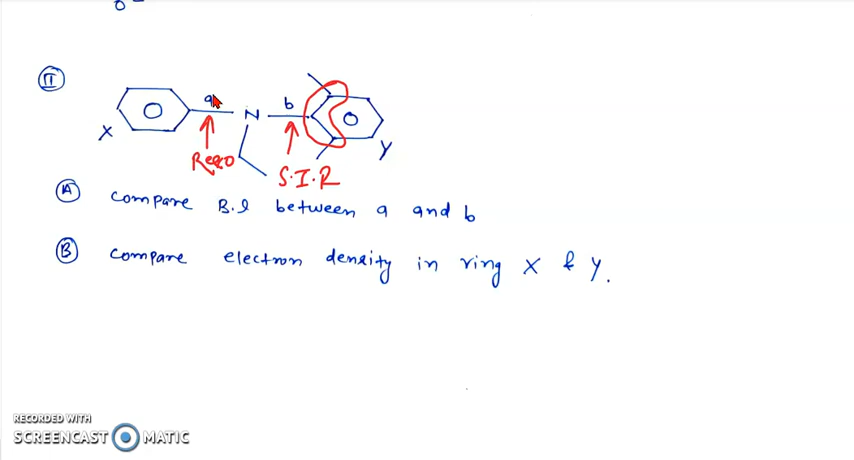 II
a
b
N
X
Y
Reso
S.I.R
A compare B.l between a and b
B compare electron density in ring X & Y.
RECORDED WITH
SCREENCAST MATIC